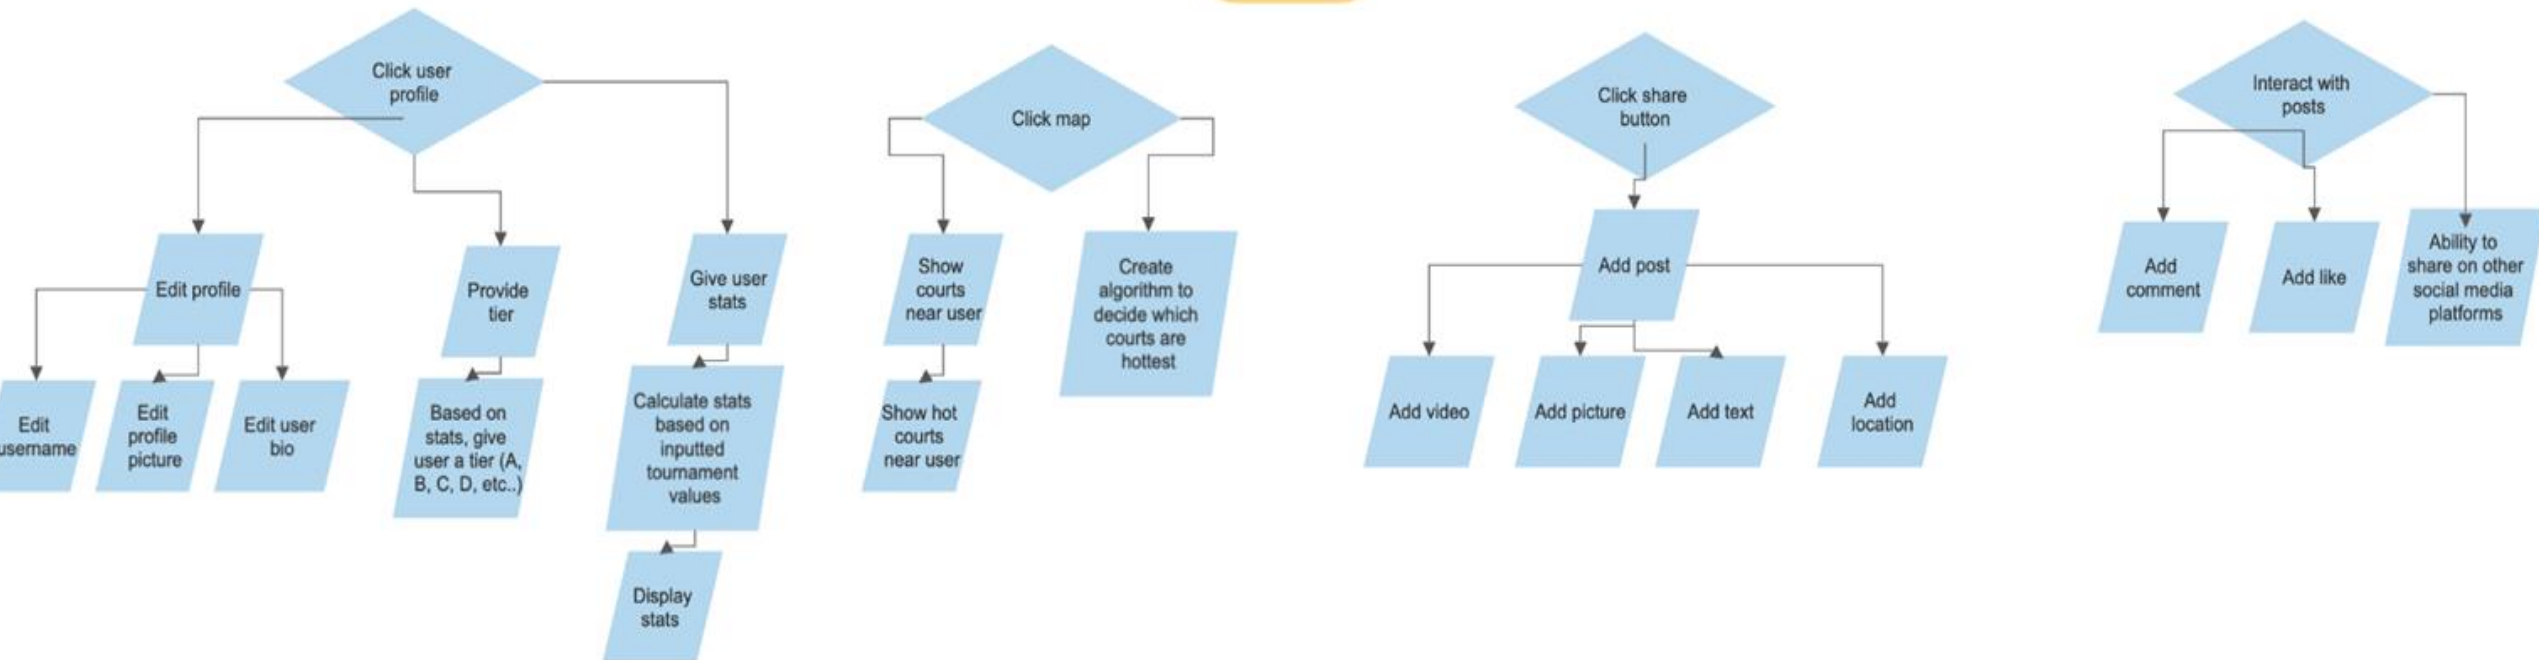 Click user
profile
Edit profile
Edit
username
Edit
profile
picture
Edit user
bio
Provide
tier
Based on
stats, give
user a tier (A,
B, C, D, etc..)
Give user
stats
Calculate stats
based on
inputted
tournament
values
Display
stats
Click map
Show
courts
near user
Show hot
courts
near user
Create
algorithm to
decide which
courts are
hottest
Click share
button
Add post
Add video
Add picture
Add text
Add
location
Interact with
posts
Add
comment
Add like
Ability to
share on other
social media
platforms